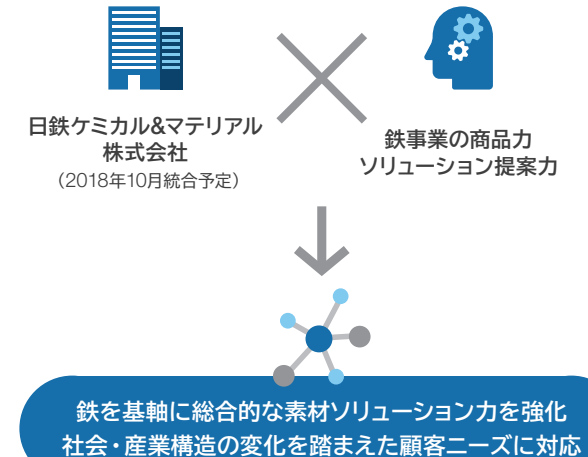 日鉄ケミカル&マテリアル
株式会社
（2018年10月統合予定）
鉄事業の商品力
ソリューション提案力
鉄を基軸に総合的な素材ソリューション力を強化
社会・産業構造の変化を踏まえた顧客ニーズに対応